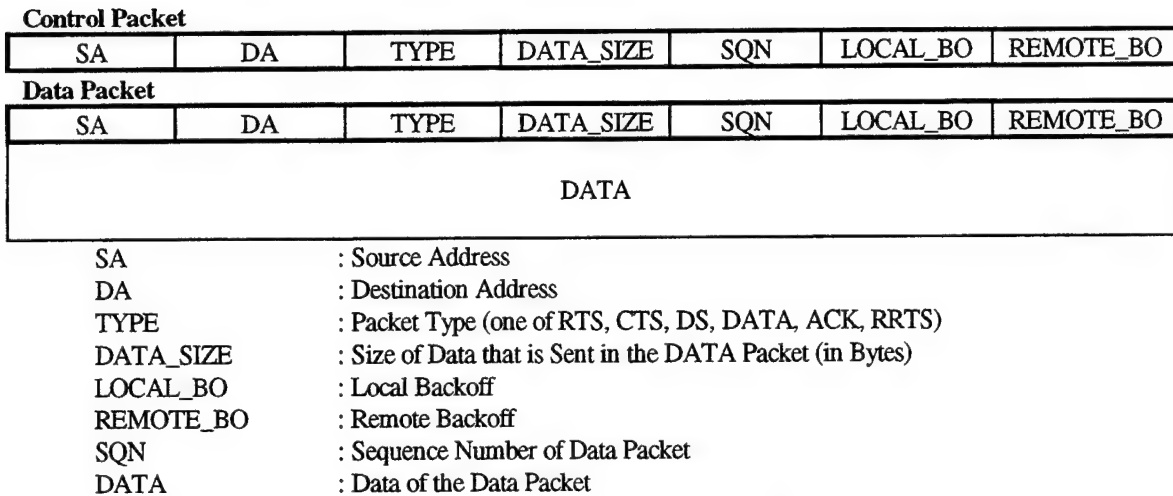 Control Packet
SA DA TYPE DATA_SIZE SQN LOCAL_BO REMOTE_BO
Data Packet
SA DA TYPE DATA_SIZE SQN LOCAL_BO REMOTE_BO
DATA
SA : Source Address
DA : Destination Address
TYPE : Packet Type (one of RTS, CTS, DS, DATA, ACK, RRTS)
DATA_SIZE : Size of Data that is Sent in the DATA Packet (in Bytes)
LOCAL_BO : Local Backoff
REMOTE_BO : Remote Backoff
SQN : Sequence Number of Data Packet
DATA : Data of the Data Packet